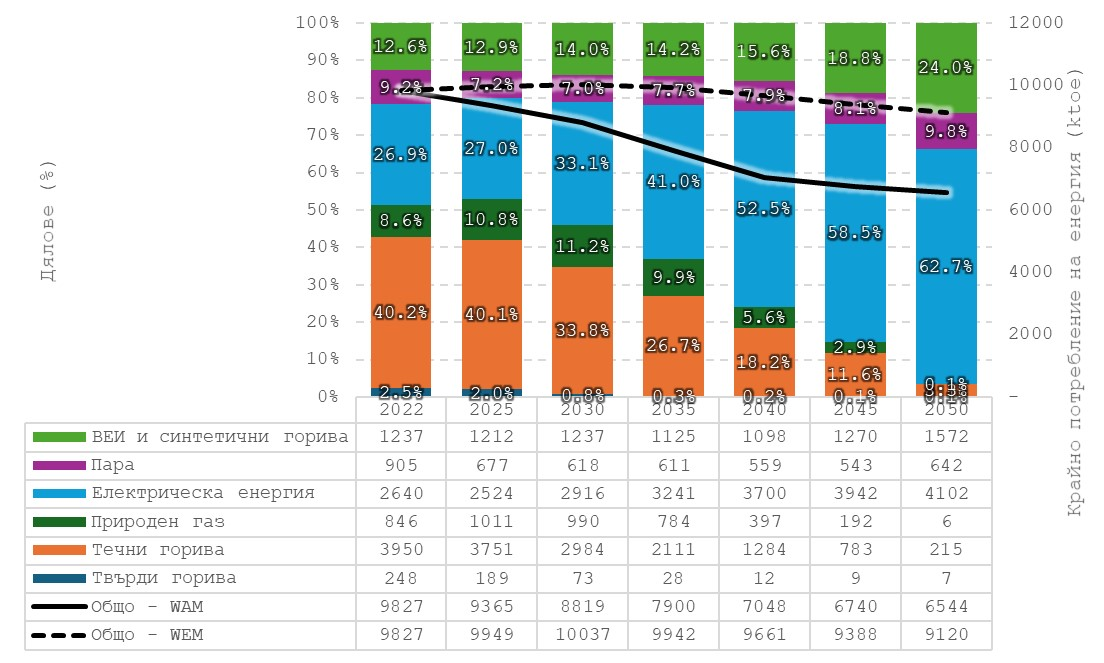 100% 12000
12.6% 12.9% 14.0% 14.2% 15.6% 18.8% 24.0%
90%
9.2% 7.2% 7.0% 7.7% 7.9% 8.1% 9.8%
80% 10000
70%
26.9% 27.0% 33.1% 41.0% 52.5% 58.5% 62.7%
8000
60%
50% 6000
8.6% 10.8% 11.2% 9.9% 5.6% 2.9% 0.1%
40%
4000
30%
40.2% 40.1% 33.8% 26.7% 18.2% 11.6%
20% 2000
10%
2.5% 2.0% 0.8% 0.3% 0.2% 0.1% 0.1%
0% –
Дялове (%)
Крайно потребление на енергия (ktoe)
2022 2025 2030 2035 2040 2045 2050
ВЕИ и синтетични горива 1237 1212 1237 1125 1098 1270 1572
Пара 905 677 618 611 559 543 642
Електрическа енергия 2640 2524 2916 3241 3700 3942 4102
Природен газ 846 1011 990 784 397 192 6
Течни горива 3950 3751 2984 2111 1284 783 215
Твърди горива 248 189 73 28 12 9 7
Общо - WAM 9827 9365 8819 7900 7048 6740 6544
Общо - WEM 9827 9949 10037 9942 9661 9388 9120